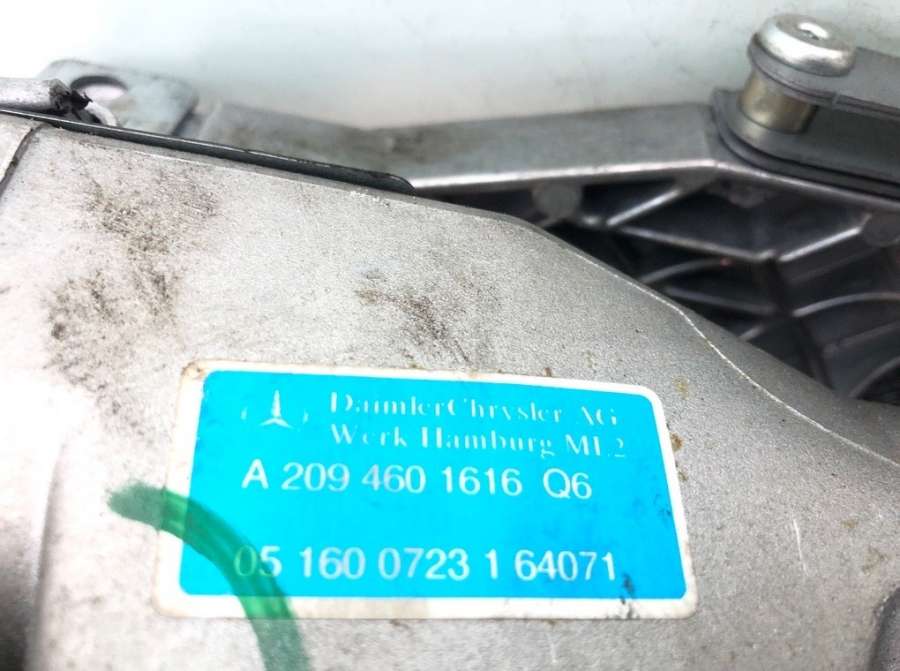 DaimlerChrysler AG
Werk Hamburg ML2
A 209 460 1616 Q6
05 160 0723 1 64071